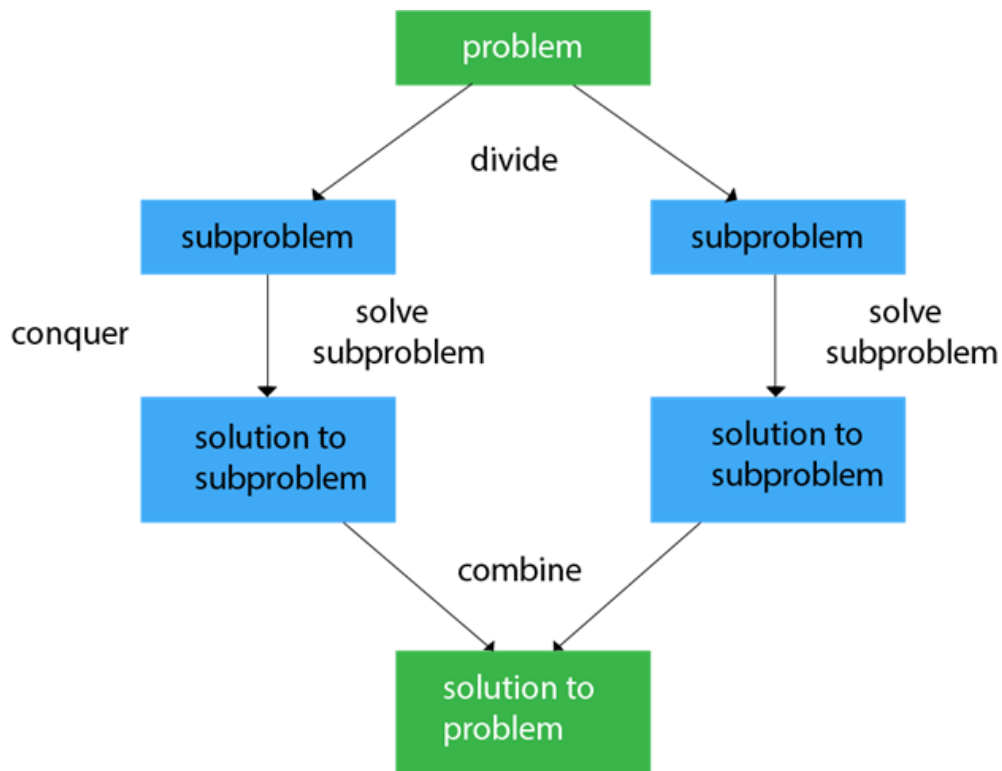 problem
divide
subproblem
subproblem
conquer
solve
subproblem
solve
subproblem
solution to
subproblem
solution to
subproblem
combine
solution to
problem